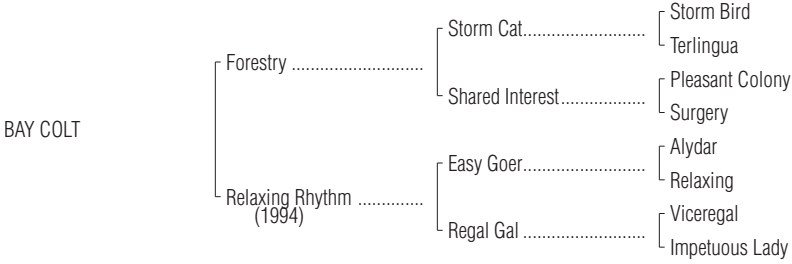 Storm Bird
Storm Cat..........................
Terlingua
Forestry ............................
Pleasant Colony
Shared Interest..................
Surgery
BAY COLT
Alydar
Easy Goer..........................
Relaxing
Relaxing Rhythm ..............
(1994)
Viceregal
Regal Gal ..........................
Impetuous Lady